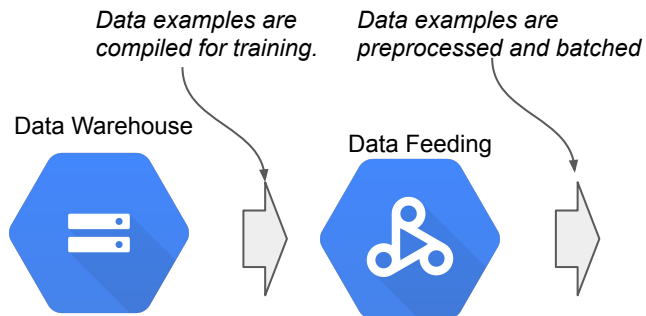 Data examples are
compiled for training.
Data examples are
preprocessed and batched
Data Warehouse
Data Feeding